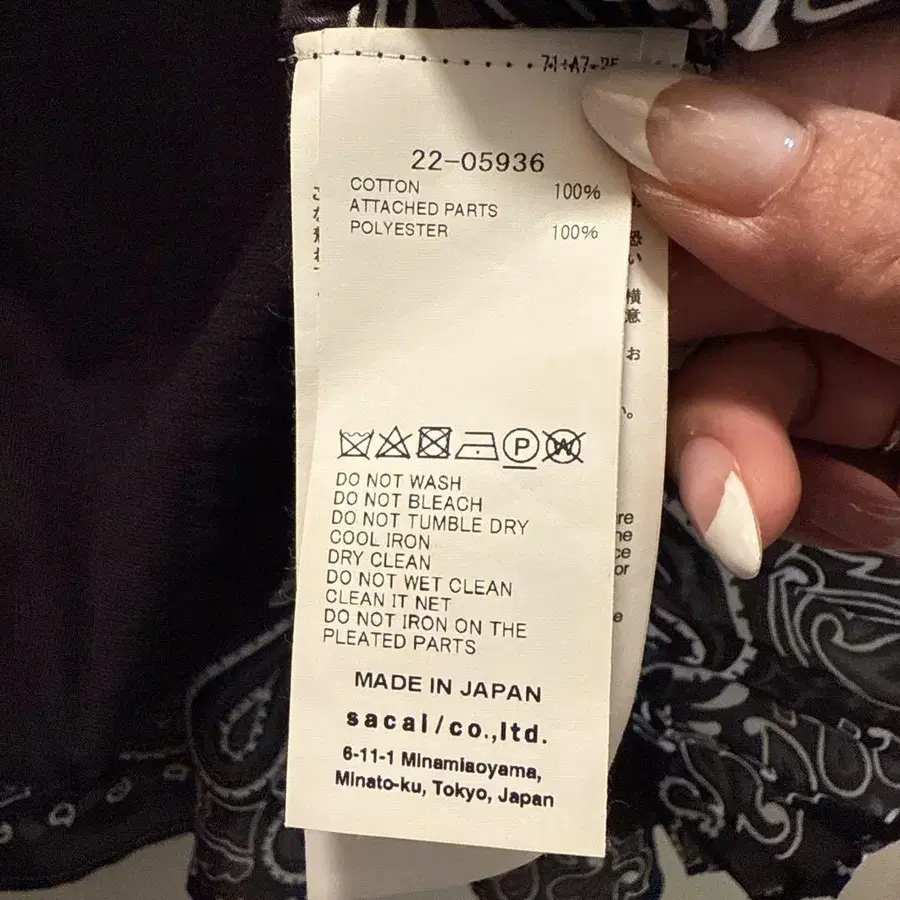 22-05936
COTTON 100%
ATTACHED PARTS
POLYESTER 100%
P
W
DO NOT WASH
DO NOT BLEACH
DO NOT TUMBLE DRY
COOL IRON
DRY CLEAN
DO NOT WET CLEAN
CLEAN IT NET
DO NOT IRON ON THE
PLEATED PARTS
MADE IN JAPAN
sacai/co.,ltd.
6-11-1 Minamiaoyama,
Minato-ku, Tokyo, Japan